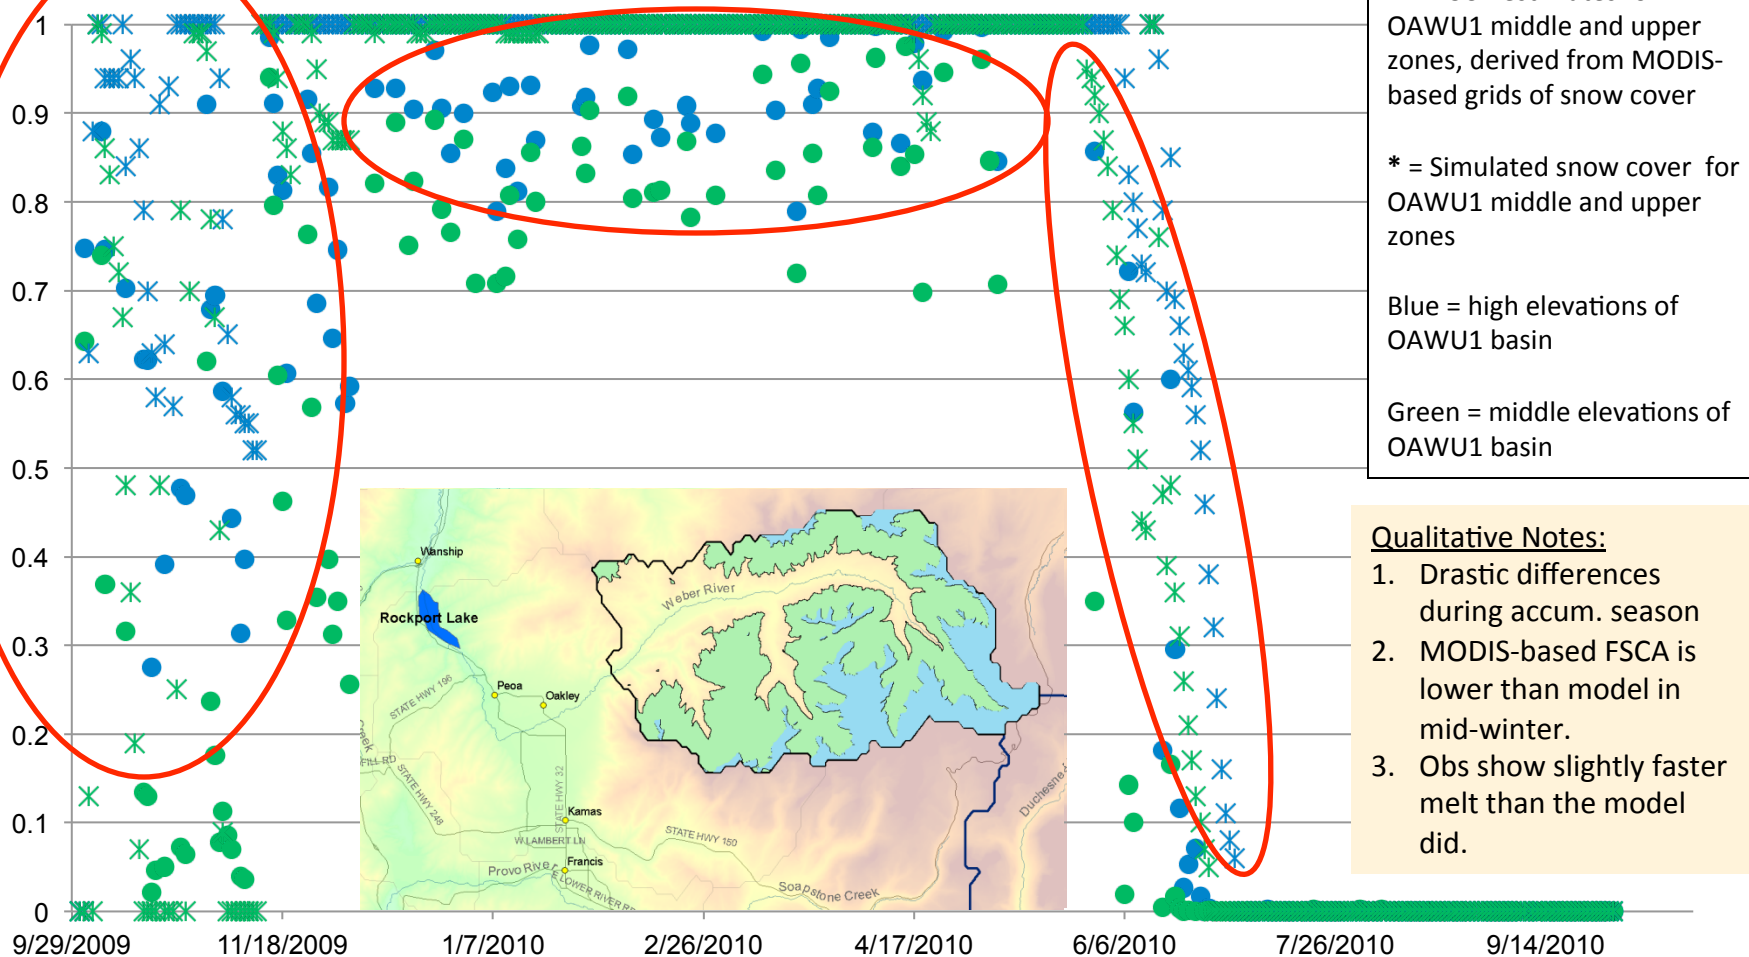 OAWU1 middle and upper
zones, derived from MODIS-
based grids of snow cover
* = Simulated snow cover for
OAWU1 middle and upper
zones
Blue = high elevations of
OAWU1 basin
Green = middle elevations of
OAWU1 basin
Qualitative Notes:
1. Drastic differences
during accum. season
2. MODIS-based FSCA is
lower than model in
mid-winter.
3. Obs show slightly faster
melt than the model
did.
1
0.9
0.8
0.7
0.6
0.5
0.4
0.3
0.2
0.1
0
9/29/2009
11/18/2009
1/7/2010
2/26/2010
4/17/2010
6/6/2010
7/26/2010
9/14/2010
Wanship
Rockport Lake
Weber River
Peoa
Oakley
STATE HWY 196
STATE HWY 32
STATE HWY 248
Kamas
STATE HWY 150
W LAMBERT LN
Francis
Provo River
E LOWER RIVER RD
Soapstone Creek
Duchesne